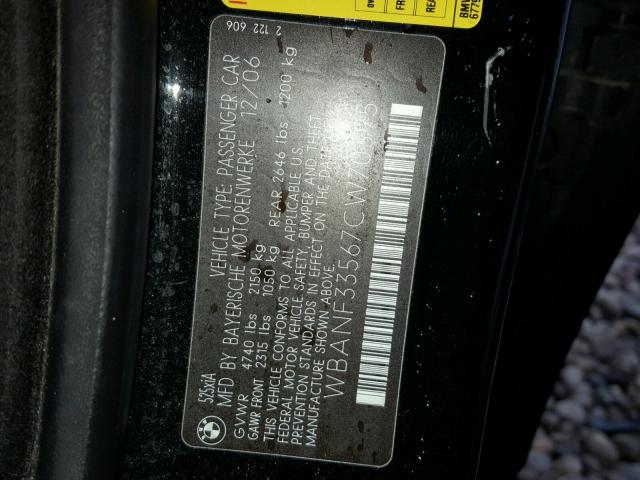 2 122 606
525xiA VEHICLE TYPE: PASSENGER CAR
MFD BY BAYERISCHE MOTORENWERKE 12/06
GVWR 4740 lbs 2150 kg
GAWR FRONT 2315 lbs 1050 kg REAR 2646 lbs 1200 kg
THIS VEHICLE CONFORMS TO ALL APPLICABLE U.S.
FEDERAL MOTOR VEHICLE SAFETY, BUMPER AND THEFT
PREVENTION STANDARDS IN EFFECT ON THE DATE OF
MANUFACTURE SHOWN ABOVE.
BMW